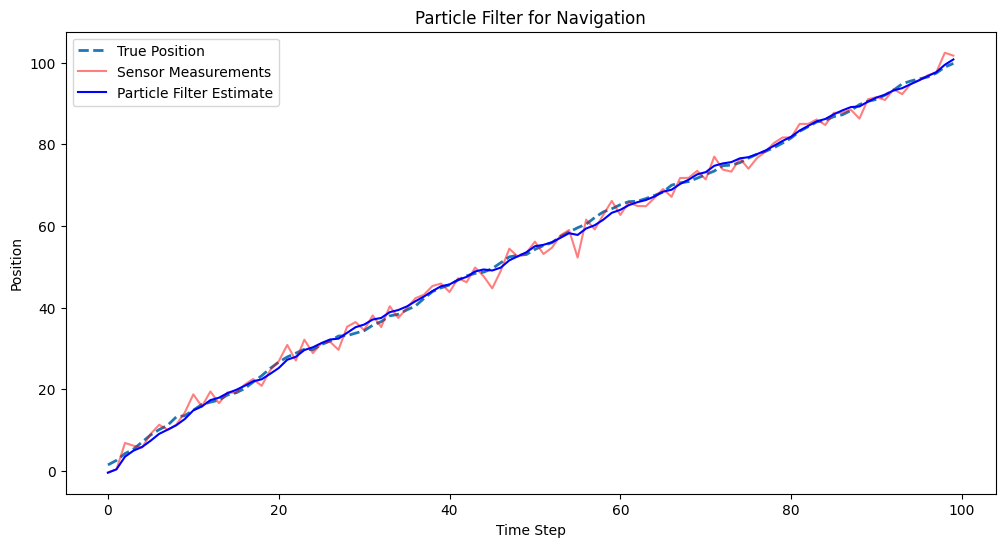 Particle Filter for Navigation
True Position
Sensor Measurements
Particle Filter Estimate
100
80
60
40
20
0
Position
0 20 40 60 80 100
Time Step